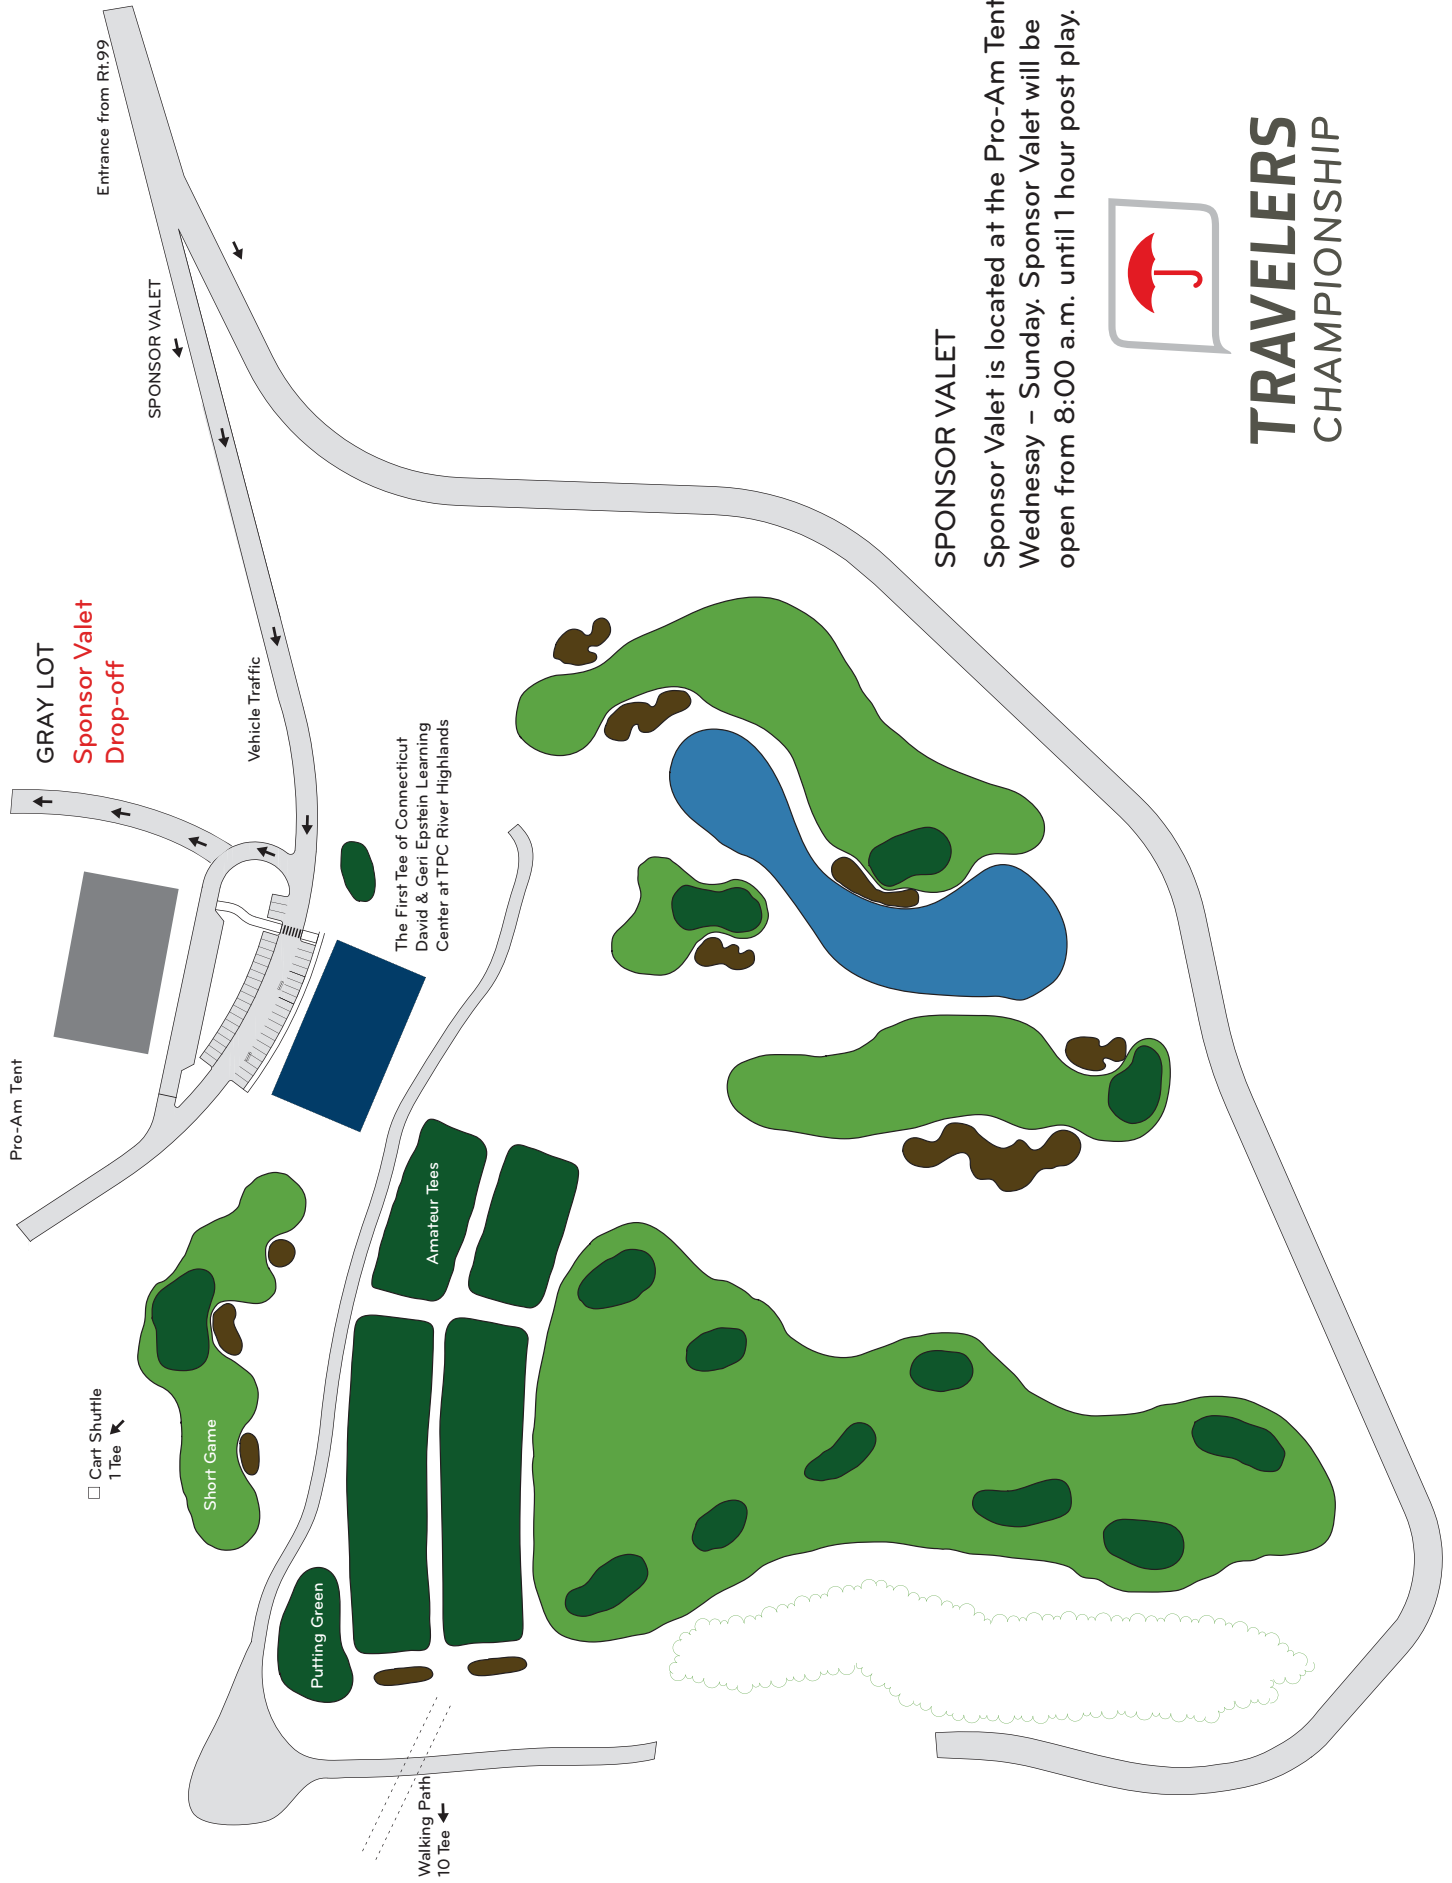 Entrance from Rt.99
SPONSOR VALET
GRAY LOT
Sponsor Valet
Drop-off
Vehicle Traffic
The First Tee of Connecticut
David & Geri Epstein Learning
Center at TPC River Highlands
Pro-Am Tent
Amateur Tees
Cart Shuttle
1 Tee
Short Game
Putting Green
Walking Path
10 Tee
SPONSOR VALET
Sponsor Valet is located at the Pro-Am Tent
Wednesay – Sunday. Sponsor Valet will be
open from 8:00 a.m. until 1 hour post play.
TRAVELERS
CHAMPIONSHIP